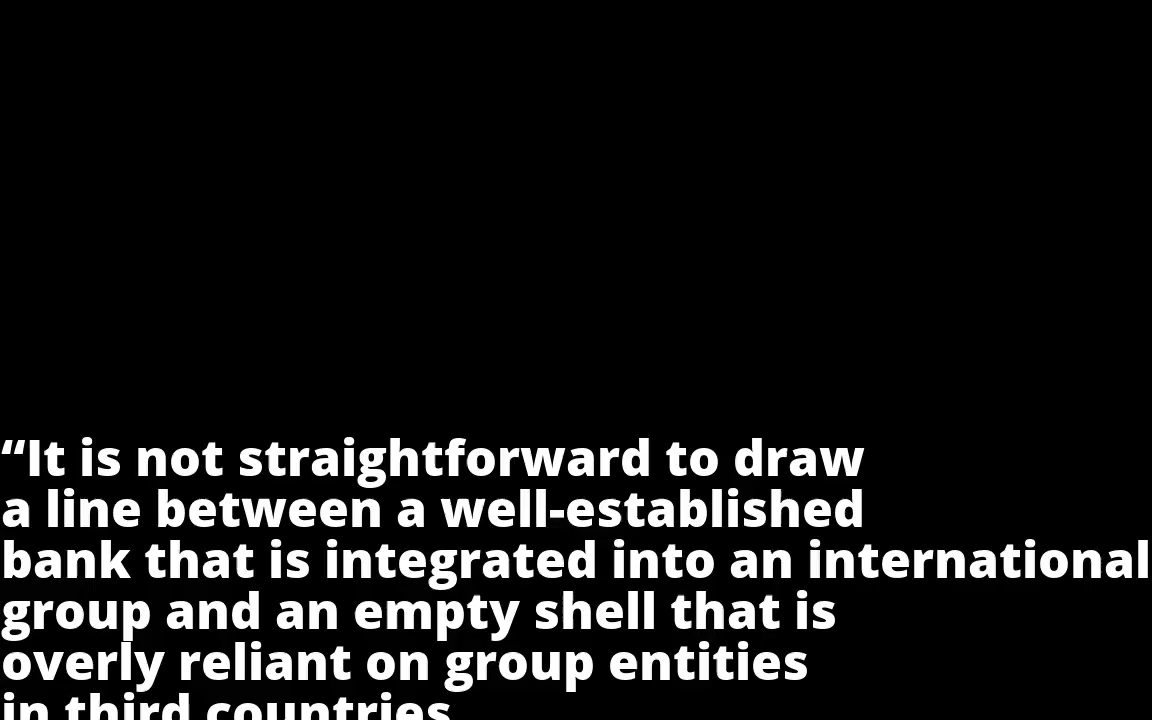 “It is not straightforward to draw
a line between a well-established
bank that is integrated into an international
group and an empty shell that is
overly reliant on group entities
in third countries